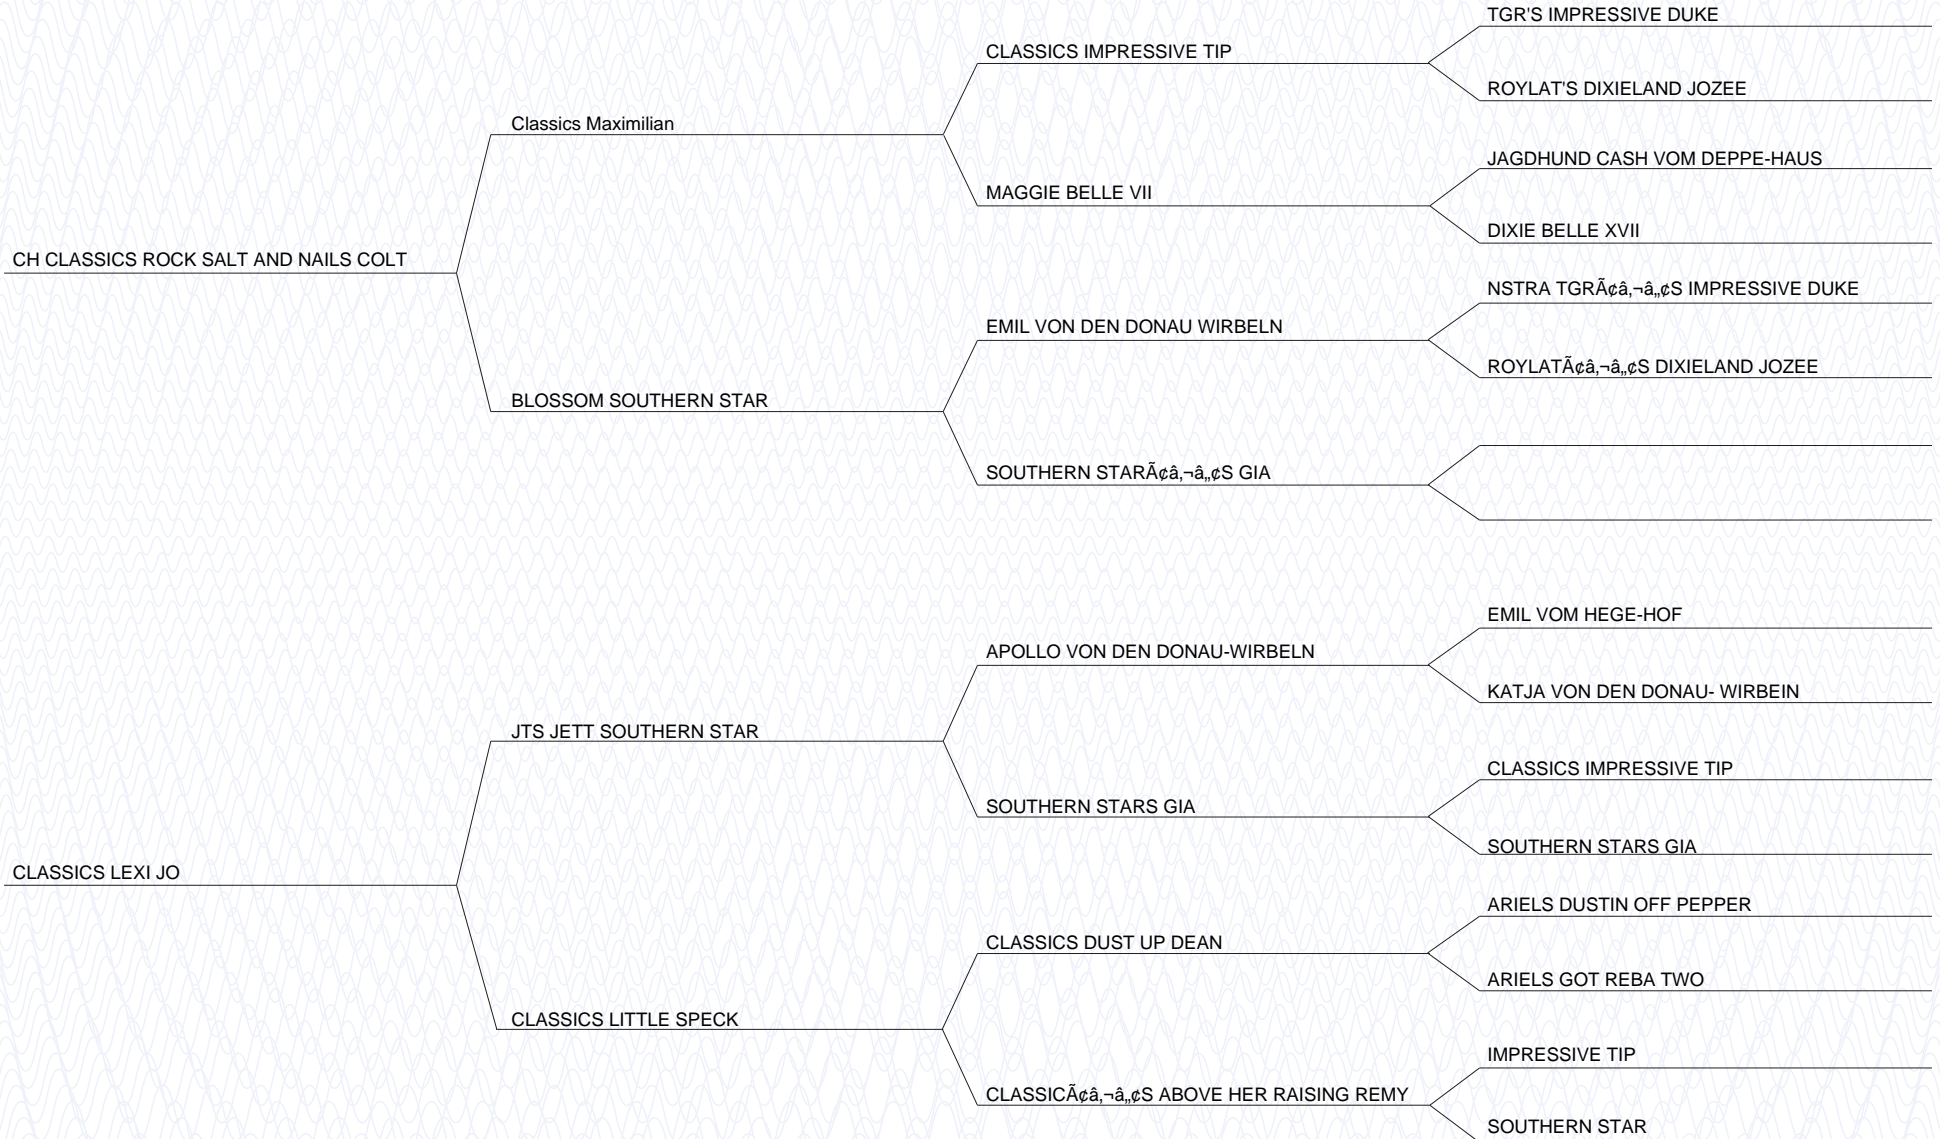 TGR'S IMPRESSIVE DUKE
CLASSICS IMPRESSIVE TIP
ROYLAT'S DIXIELAND JOZEE
Classics Maximilian
JAGDHUND CASH VOM DEPPE-HAUS
MAGGIE BELLE VII
DIXIE BELLE XVII
CH CLASSICS ROCK SALT AND NAILS COLT
NSTRA TGRÃ¢â‚¬â„¢S IMPRESSIVE DUKE
EMIL VON DEN DONAU WIRBELN
ROYLATÃ¢â‚¬â„¢S DIXIELAND JOZEE
BLOSSOM SOUTHERN STAR
SOUTHERN STARÃ¢â‚¬â„¢S GIA
EMIL VOM HEGE-HOF
APOLLO VON DEN DONAU-WIRBELN
KATJA VON DEN DONAU- WIRBEIN
JTS JETT SOUTHERN STAR
CLASSICS IMPRESSIVE TIP
SOUTHERN STARS GIA
SOUTHERN STARS GIA
CLASSICS LEXI JO
ARIELS DUSTIN OFF PEPPER
CLASSICS DUST UP DEAN
ARIELS GOT REBA TWO
CLASSICS LITTLE SPECK
IMPRESSIVE TIP
CLASSICÃ¢â‚¬â„¢S ABOVE HER RAISING REMY
SOUTHERN STAR